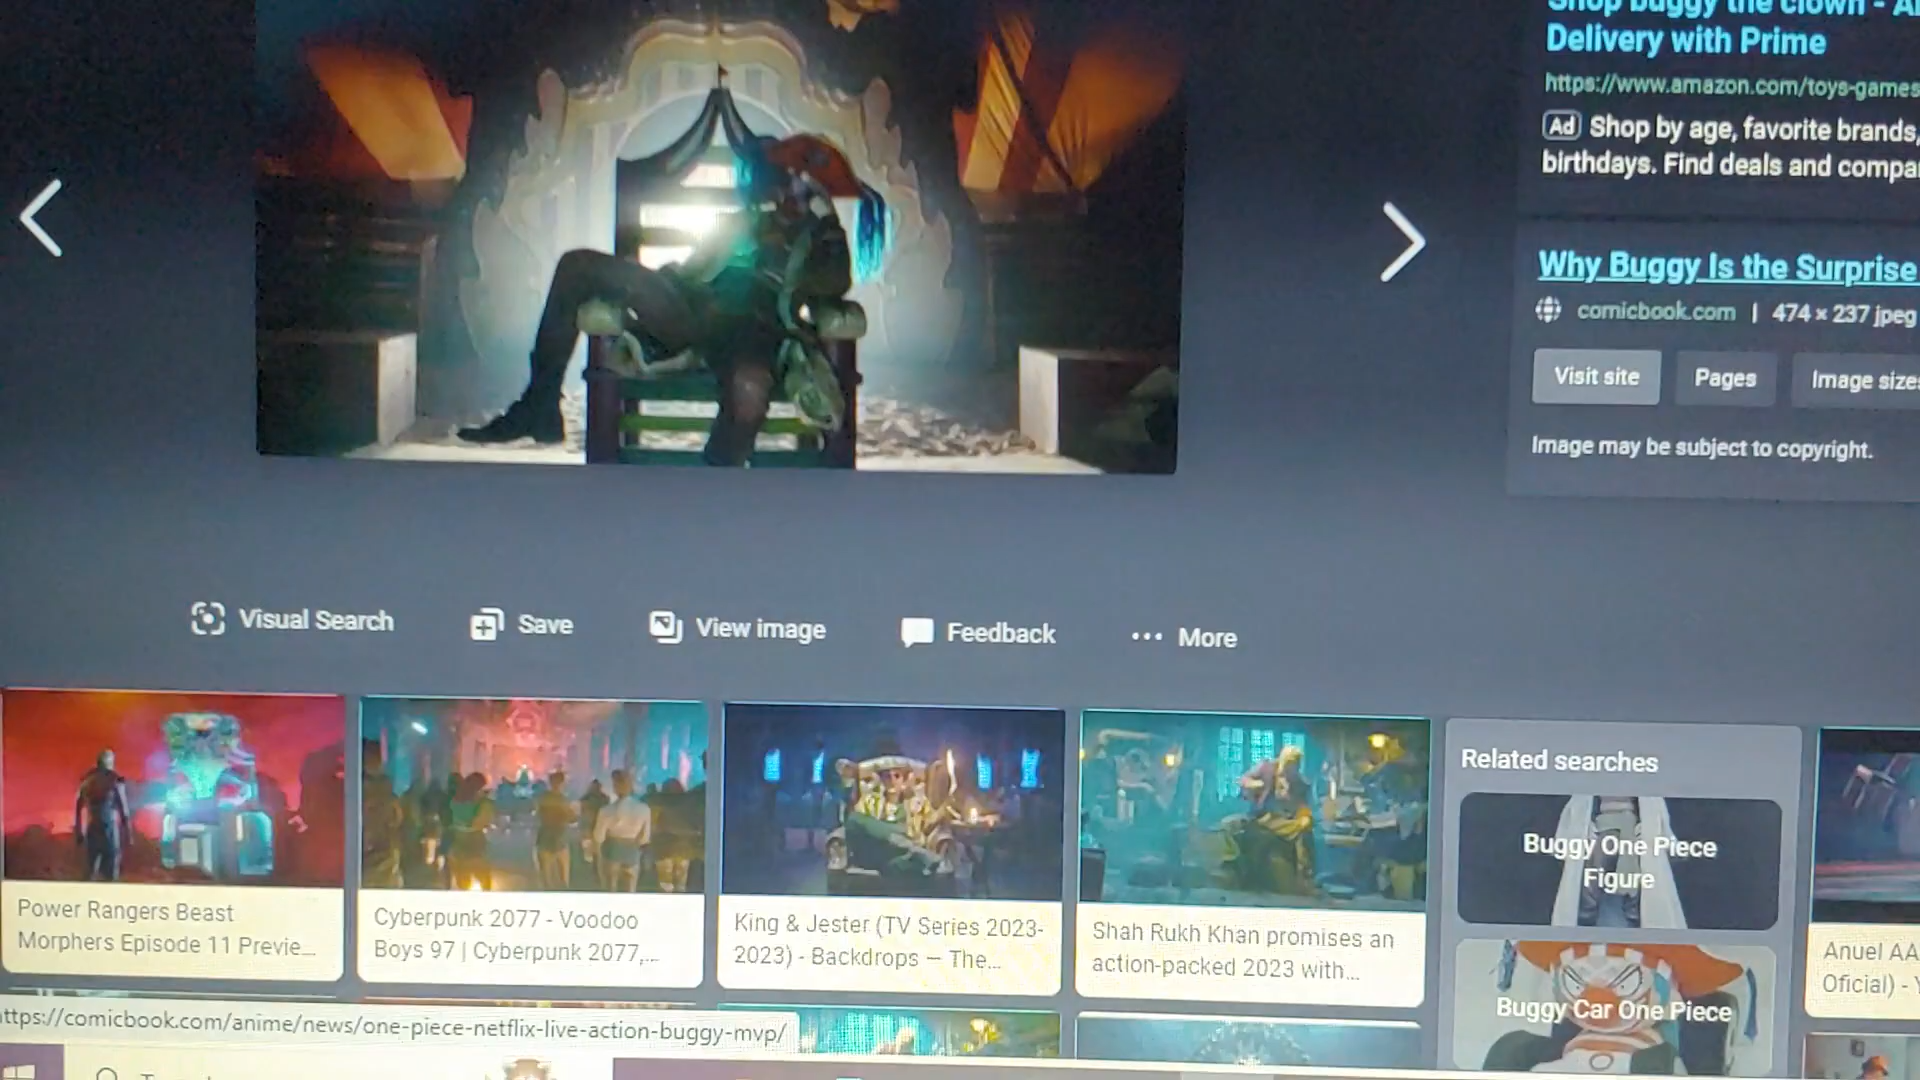 Shop buggy the clown - A
Delivery with Prime
https://www.amazon.com/toys-games
Ad Shop by age, favorite brands,
birthdays. Find deals and compa
Why Buggy Is the Surprise
comicbook.com | 474 × 237 jpeg
Visit site
Pages
Image size
Image may be subject to copyright.
Visual Search
Save
View image
Feedback
... More
Power Rangers Beast
Morphers Episode 11 Previe...
Cyberpunk 2077 - Voodoo
Boys 97 | Cyberpunk 2077,...
King & Jester (TV Series 2023-
2023) - Backdrops — The...
Shah Rukh Khan promises an
action-packed 2023 with...
Related searches
Buggy One Piece
Figure
Buggy Car One Piece
Anuel AA
Oficial) -
ttps://comicbook.com/anime/news/one-piece-netflix-live-action-buggy-mvp/